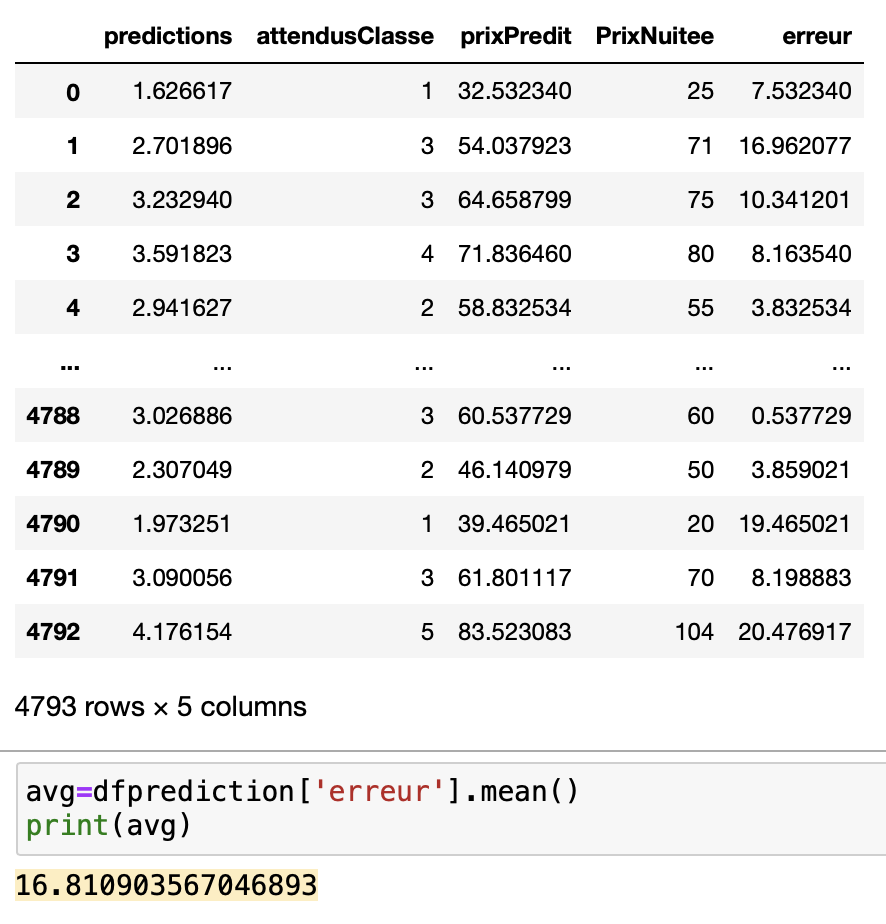 predictions attendusClasse prixPredit PrixNuitee erreur
0 1.626617 1 32.532340 25 7.532340
1 2.701896 3 54.037923 71 16.962077
2 3.232940 3 64.658799 75 10.341201
3 3.591823 4 71.836460 80 8.163540
4 2.941627 2 58.832534 55 3.832534
... ... ... ... ... ...
4788 3.026886 3 60.537729 60 0.537729
4789 2.307049 2 46.140979 50 3.859021
4790 1.973251 1 39.465021 20 19.465021
4791 3.090056 3 61.801117 70 8.198883
4792 4.176154 5 83.523083 104 20.476917
4793 rows × 5 columns
avg=dfprediction['erreur'].mean()
print(avg)
16.810903567046893